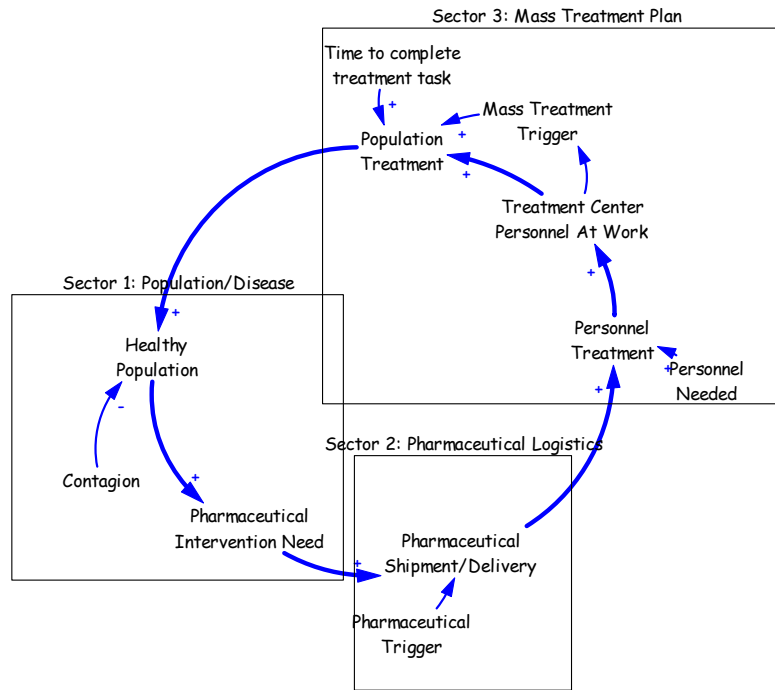 Sector 3: Mass Treatment Plan
Time to complete
treatment task
+
Mass Treatment
Trigger
+
Population
Treatment
+
Treatment Center
Personnel At Work
+
Sector 1: Population/Disease
+
Healthy
Population
-
Personnel
Treatment
+
Personnel
Needed
+
Contagion
+
Pharmaceutical
Intervention Need
Sector 2: Pharmaceutical Logistics
+
Pharmaceutical
Shipment/Delivery
Pharmaceutical
Trigger